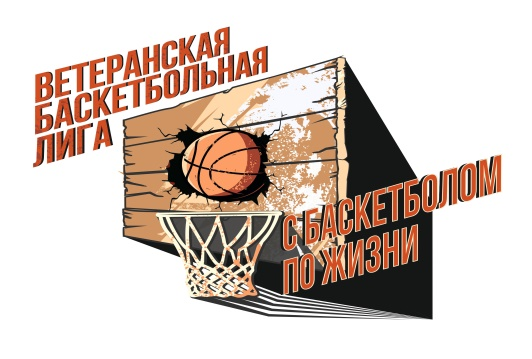 ВЕТЕРАНСКАЯ
БАСКЕТБОЛЬНАЯ
ЛИГА
С БАСКЕТБОЛОМ
ПО ЖИЗНИ